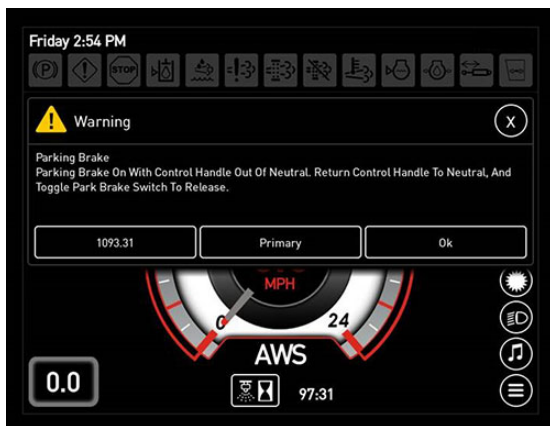 Friday 2:54 PM
(P) STOP
Warning X
Parking Brake
Parking Brake On With Control Handle Out Of Neutral. Return Control Handle To Neutral, And
Toggle Park Brake Switch To Release.
1093.31 Primary Ok
MPH
0 24
AWS
0.0 97:31